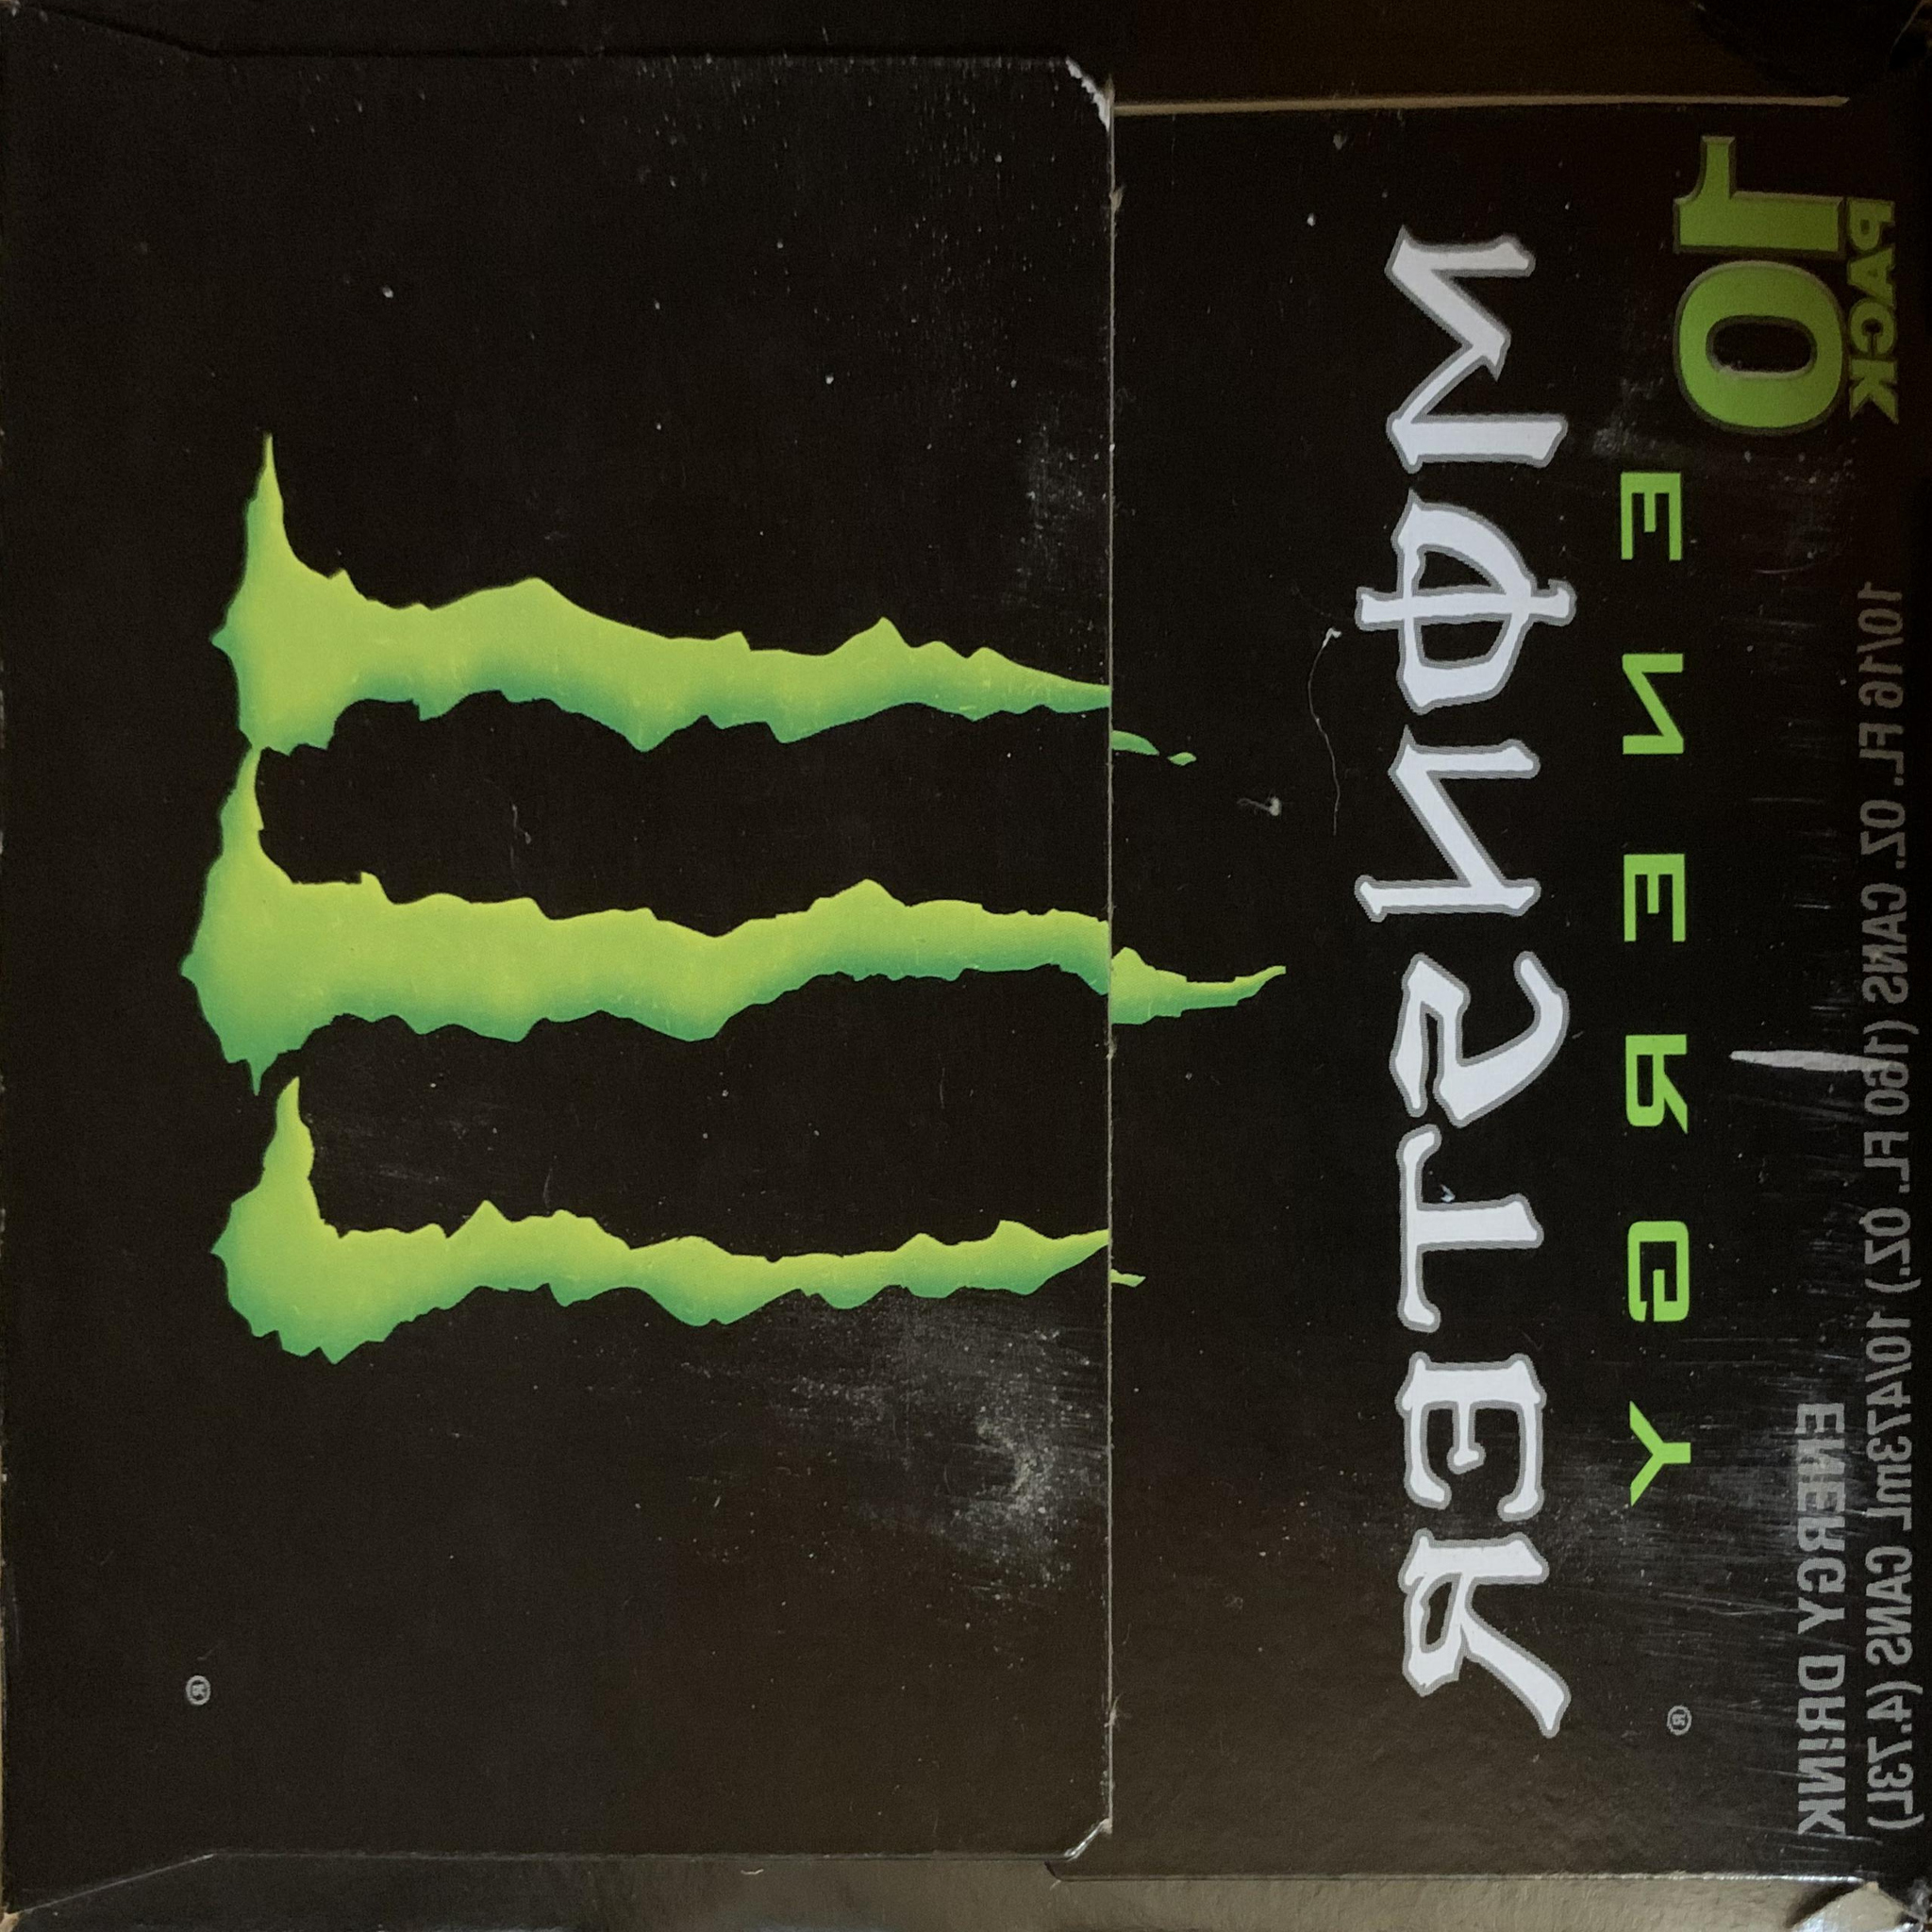 MONSTER
ENERGY
10
PACK
ENERGY DRINK
10/16 FL. OZ. CANS (160 FL. OZ.) 10/473mL CANS (4.73L)
®
®